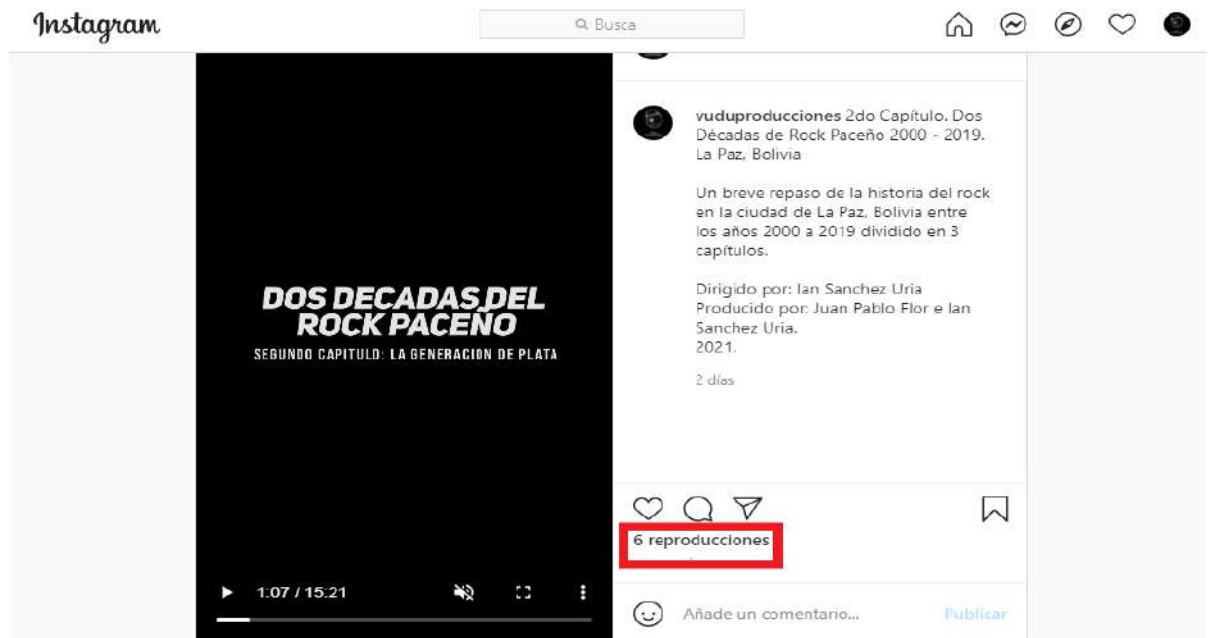 Instagram
Busca
vuduproducciones 2do Capítulo. Dos
Décadas de Rock Paceño 2000 - 2019.
La Paz, Bolivia
Un breve repaso de la historia del rock
en la ciudad de La Paz, Bolivia entre
los años 2000 a 2019 dividido en 3
capítulos.
Dirigido por: Ian Sanchez Uria
Producido por: Juan Pablo Flor e Ian
Sanchez Uria.
2021.
2 días
DOS DECADAS DEL
ROCK PACEÑO
SEGUNDO CAPITULO: LA GENERACION DE PLATA
6 reproducciones
1:07 / 15:21
Añade un comentario...
Publicar